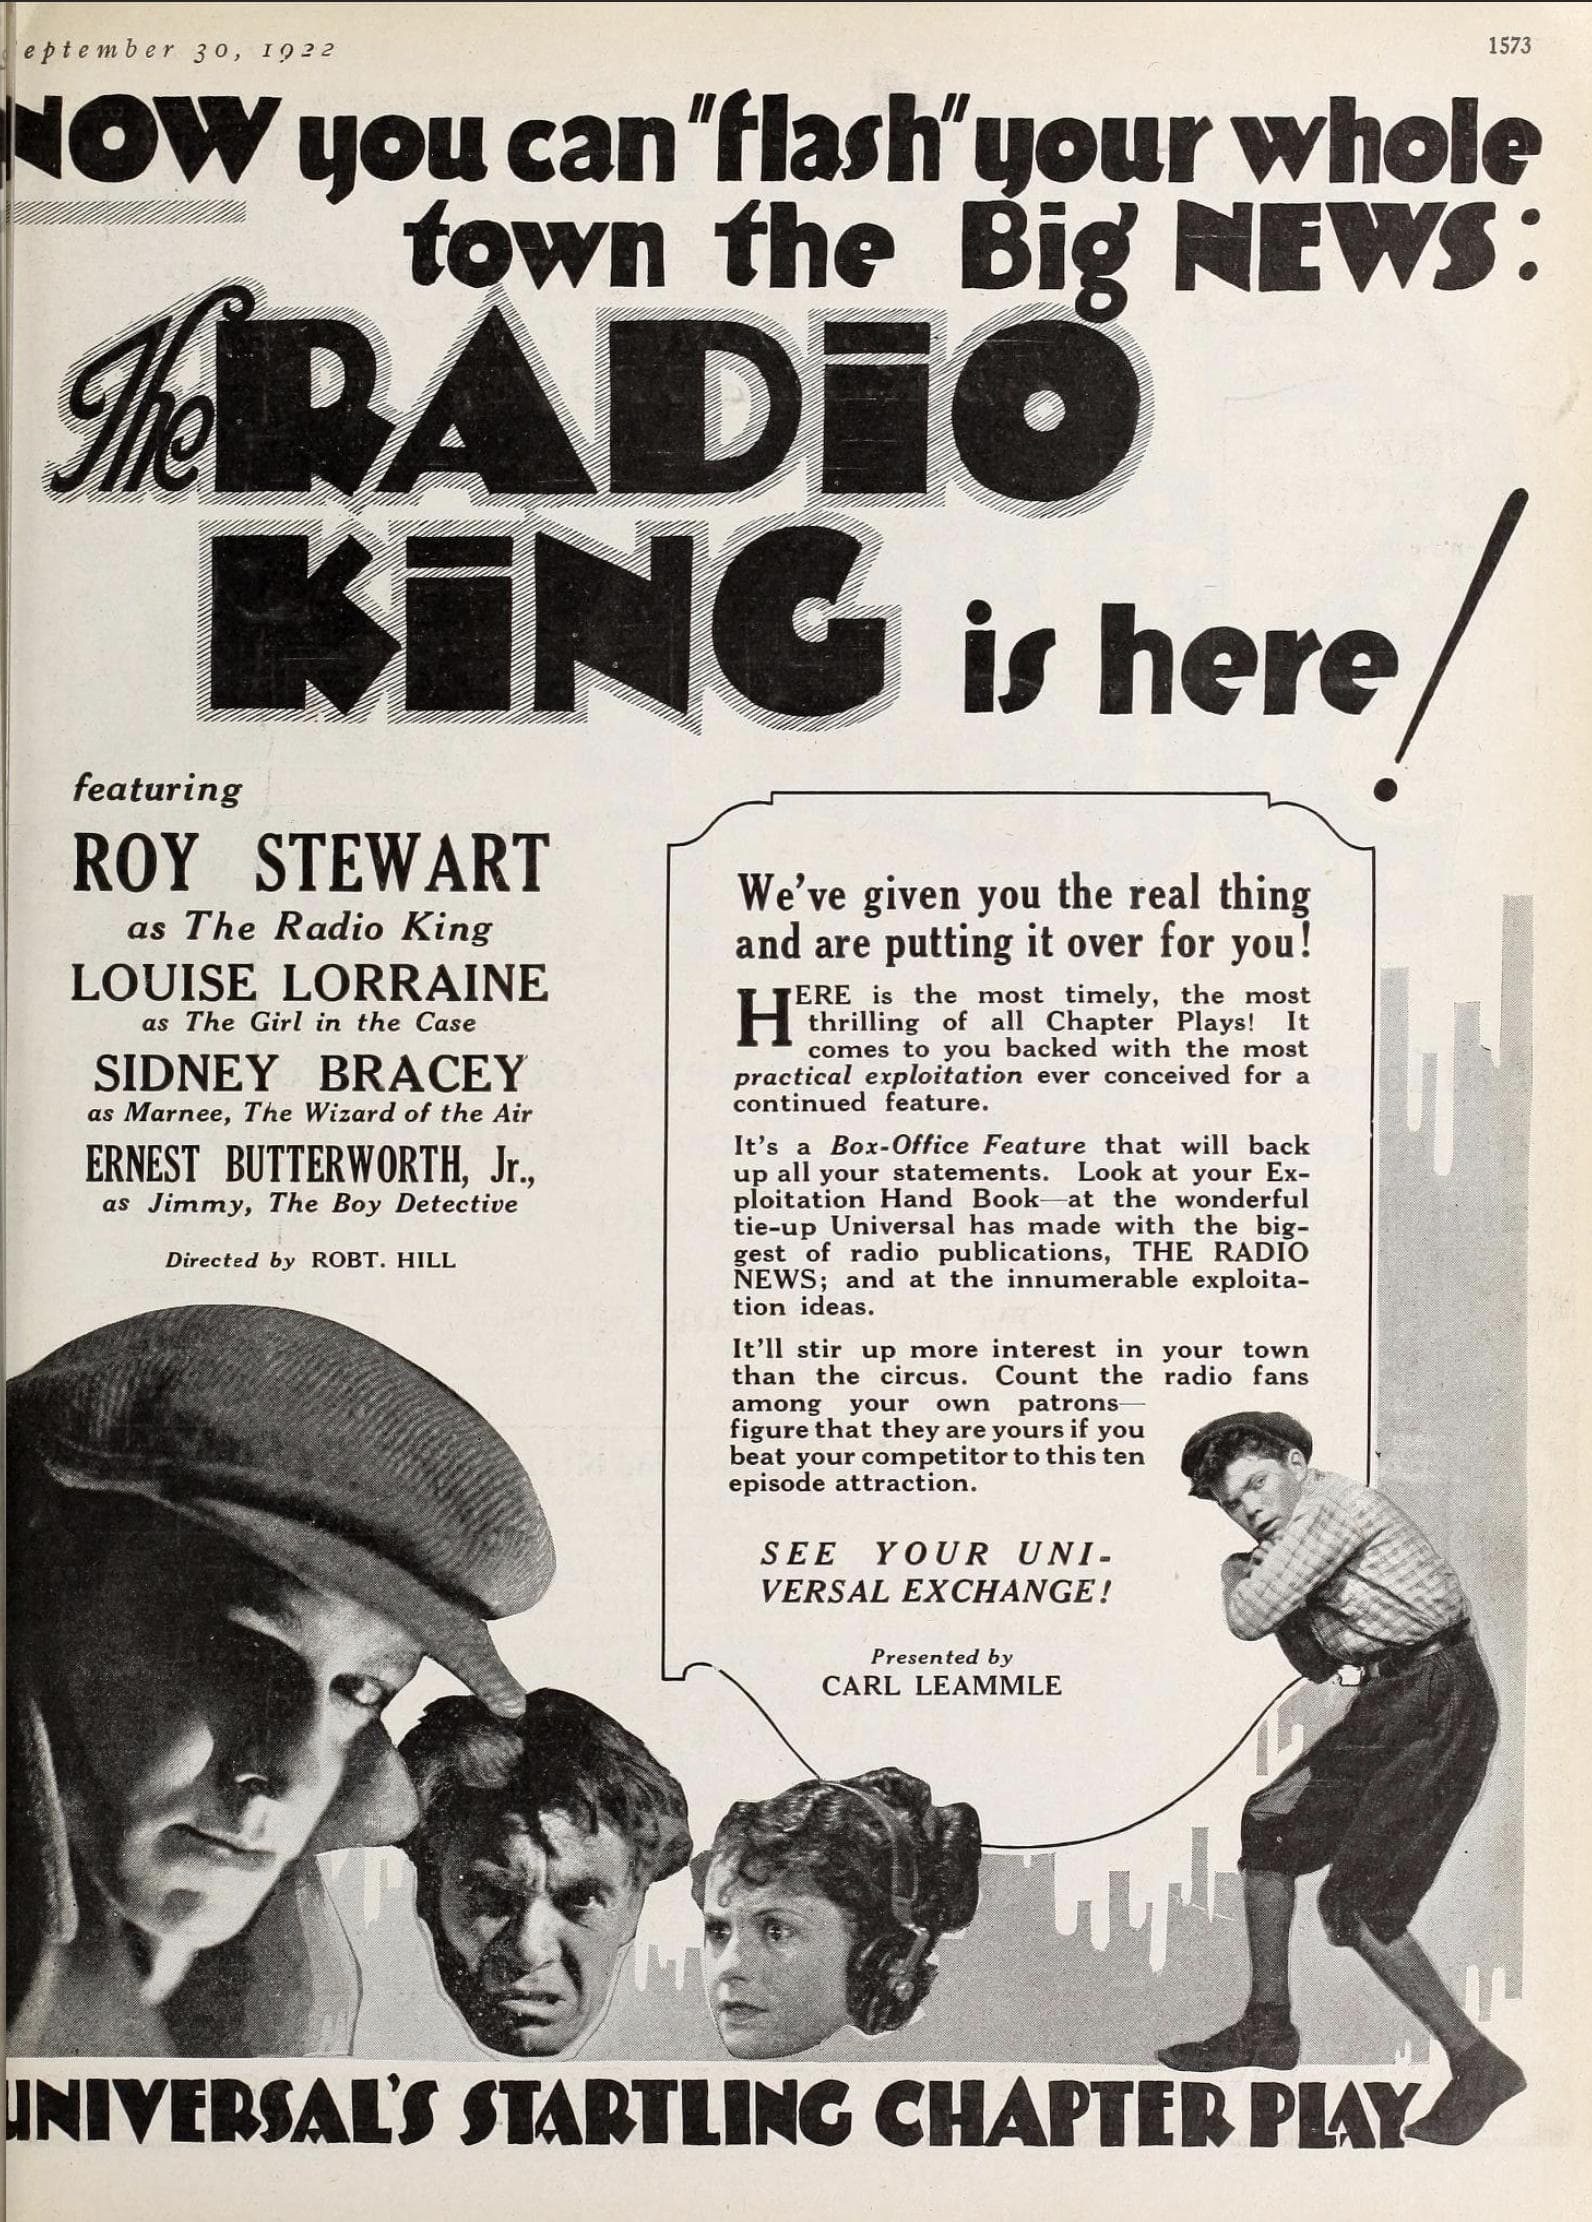 eptember 30, 1922
1573
NOW you can "flash" your whole
town the Big NEWS:
The RADIO
KING is here!
featuring
ROY STEWART
as The Radio King
LOUISE LORRAINE
as The Girl in the Case
SIDNEY BRACEY
as Marnee, The Wizard of the Air
ERNEST BUTTERWORTH, Jr.,
as Jimmy, The Boy Detective
Directed by ROBT. HILL
We've given you the real thing
and are putting it over for you!
HERE is the most timely, the most
thrilling of all Chapter Plays! It
comes to you backed with the most
practical exploitation ever conceived for a
continued feature.
It's a Box-Office Feature that will back
up all your statements. Look at your Ex-
ploitation Hand Book—at the wonderful
tie-up Universal has made with the big-
gest of radio publications, THE RADIO
NEWS; and at the innumerable exploita-
tion ideas.
It'll stir up more interest in your town
than the circus. Count the radio fans
among your own patrons—
figure that they are yours if you
beat your competitor to this ten
episode attraction.
SEE YOUR UNI-
VERSAL EXCHANGE!
Presented by
CARL LEAMMLE
UNIVERSAL'S STARTLING CHAPTER PLAY